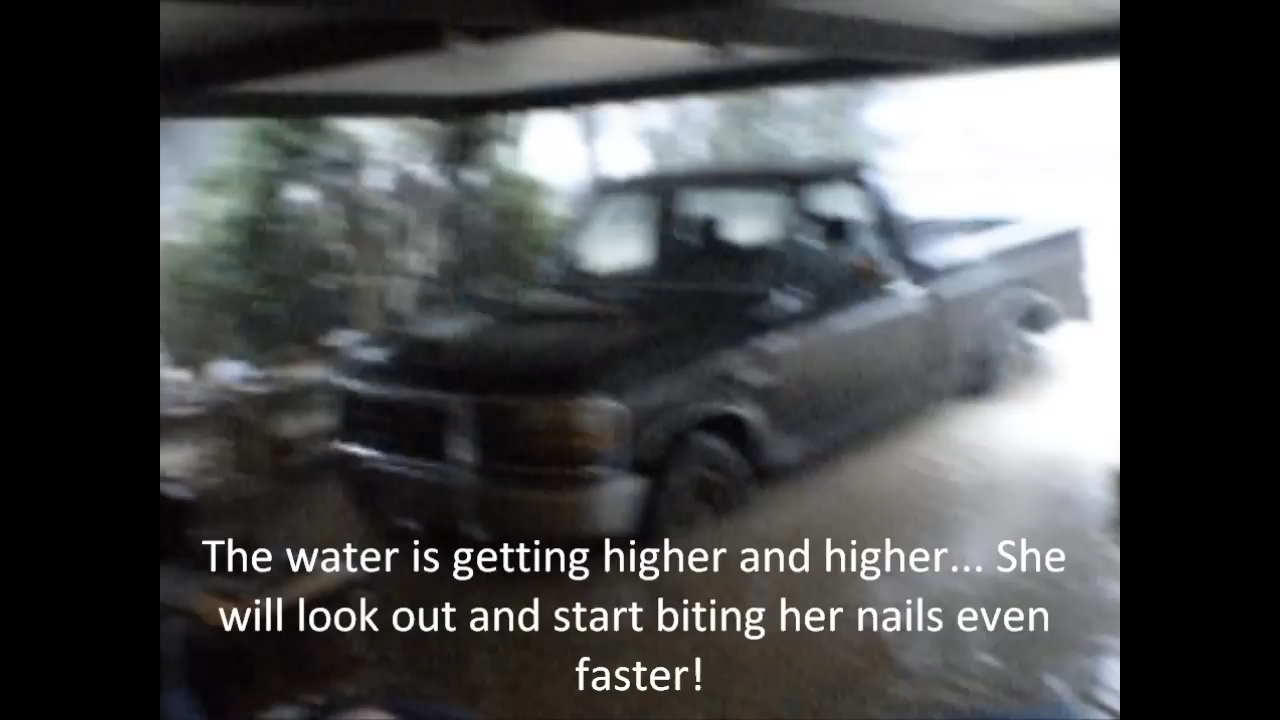 The water is getting higher and higher... She
will look out and start biting her nails even
faster!